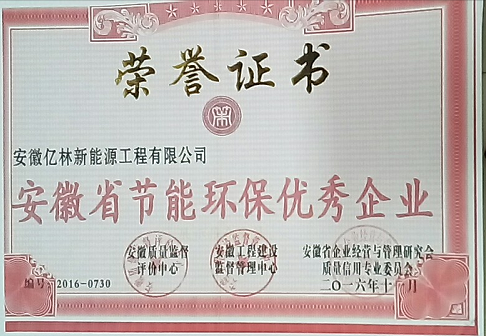 荣誉证书
荣
安徽亿林新能源工程有限公司
安徽省节能环保优秀企业
安徽质量监督 安徽工程建设 安徽省企业经营与管理研究会
评价中心 监督管理中心 质量信用专业委员会
编号:2016-0730 二〇一六年十一月